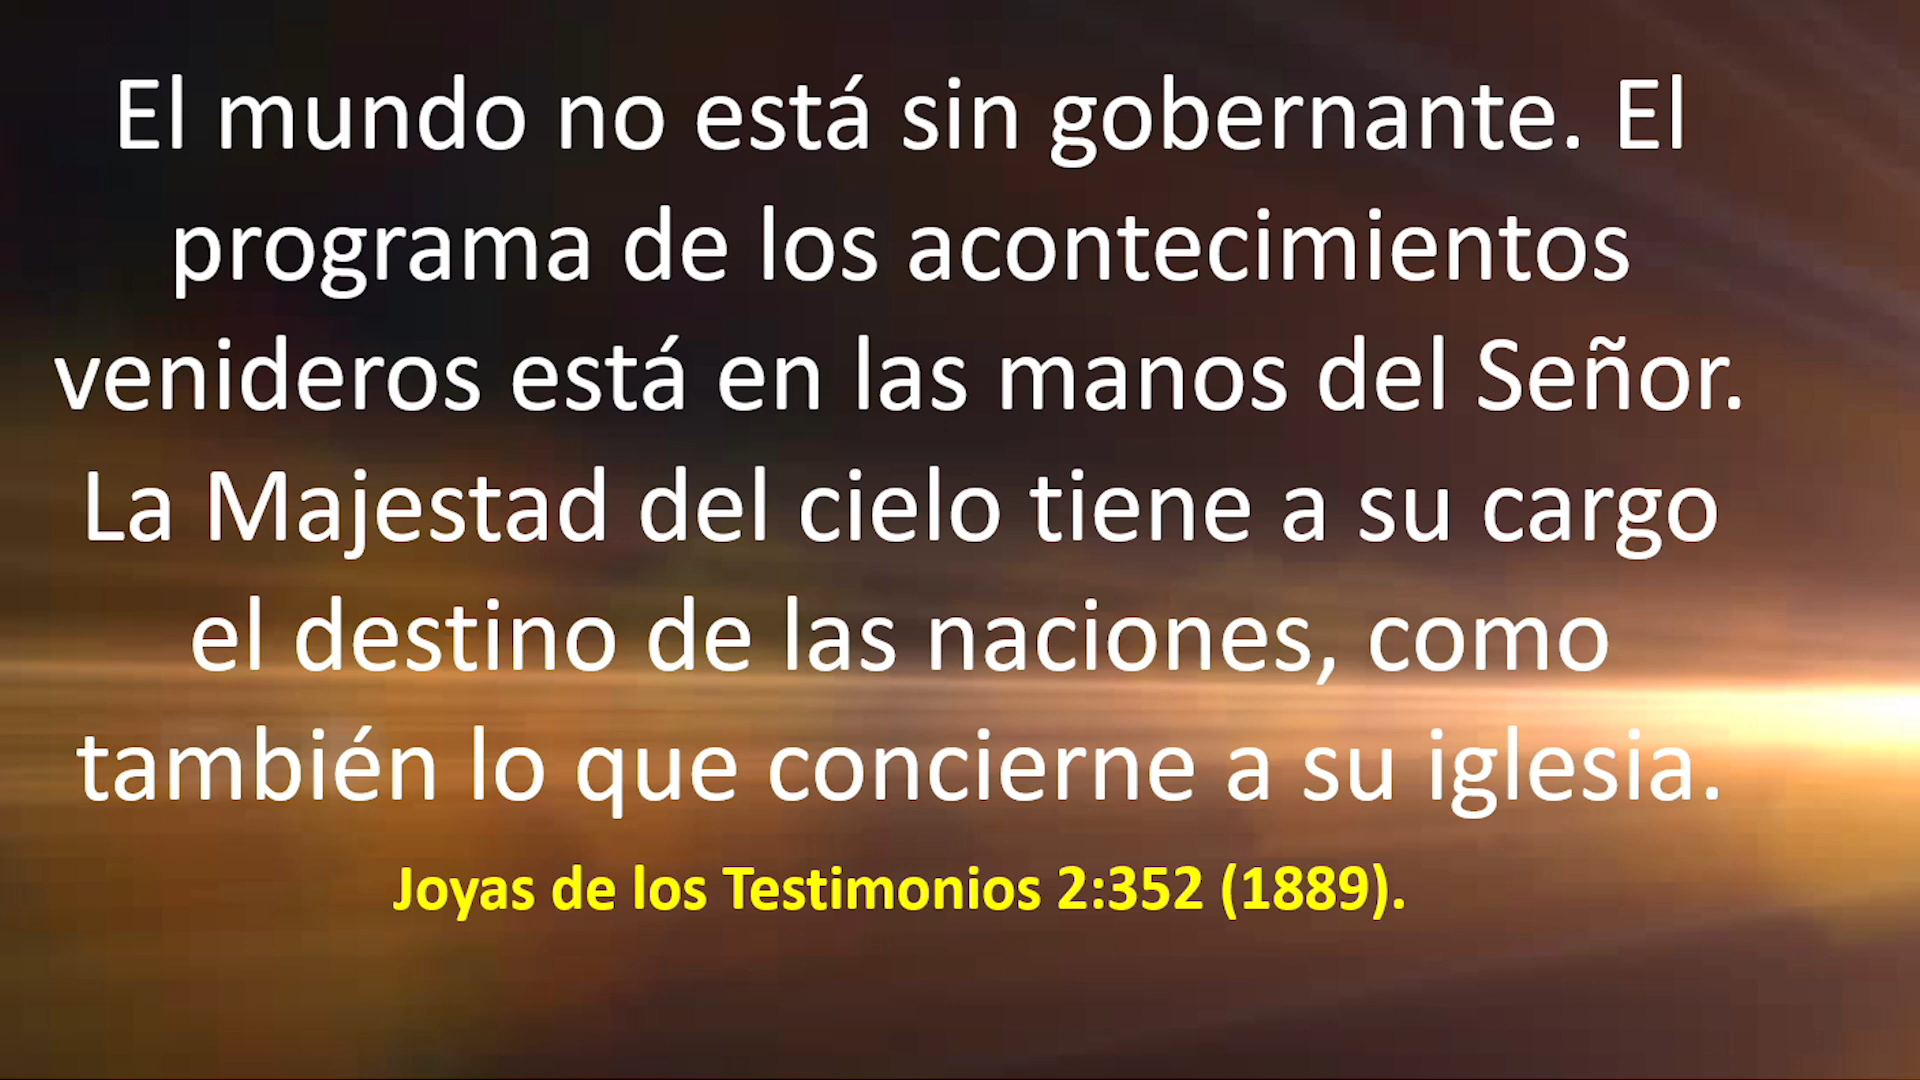 El mundo no está sin gobernante. El
programa de los acontecimientos
venideros está en las manos del Señor.
La Majestad del cielo tiene a su cargo
el destino de las naciones, como
también lo que concierne a su iglesia.
Joyas de los Testimonios 2:352 (1889).